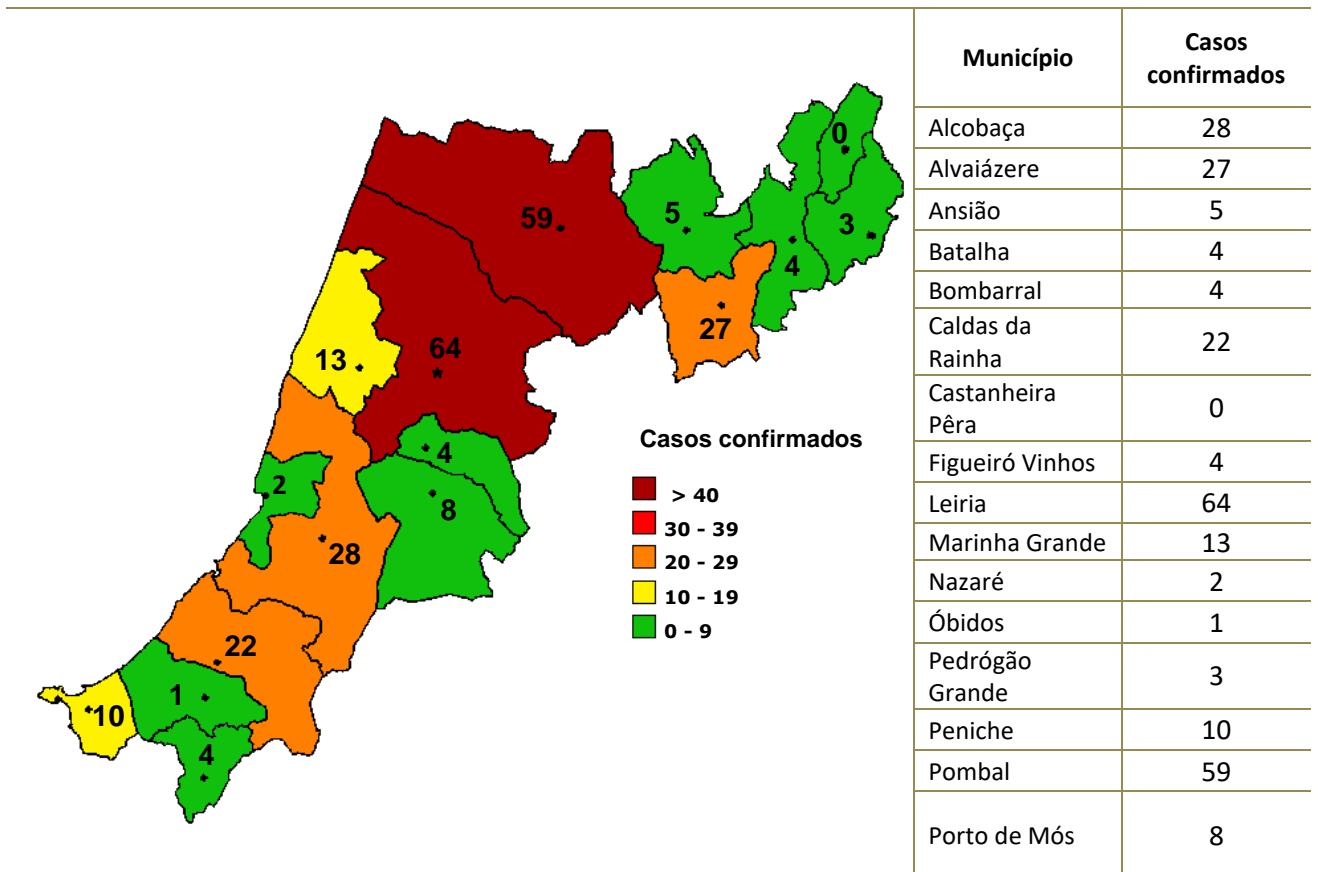 0
59
5
3
4
27
13
64
4
2
8
28
22
1
10
4
Casos confirmados
> 40
30 - 39
20 - 29
10 - 19
0 - 9
Município Casos
confirmados
Alcobaça 28
Alvaiázere 27
Ansião 5
Batalha 4
Bombarral 4
Caldas da
Rainha 22
Castanheira
Pêra 0
Figueiró Vinhos 4
Leiria 64
Marinha Grande 13
Nazaré 2
Óbidos 1
Pedrógão
Grande 3
Peniche 10
Pombal 59
Porto de Mós 8